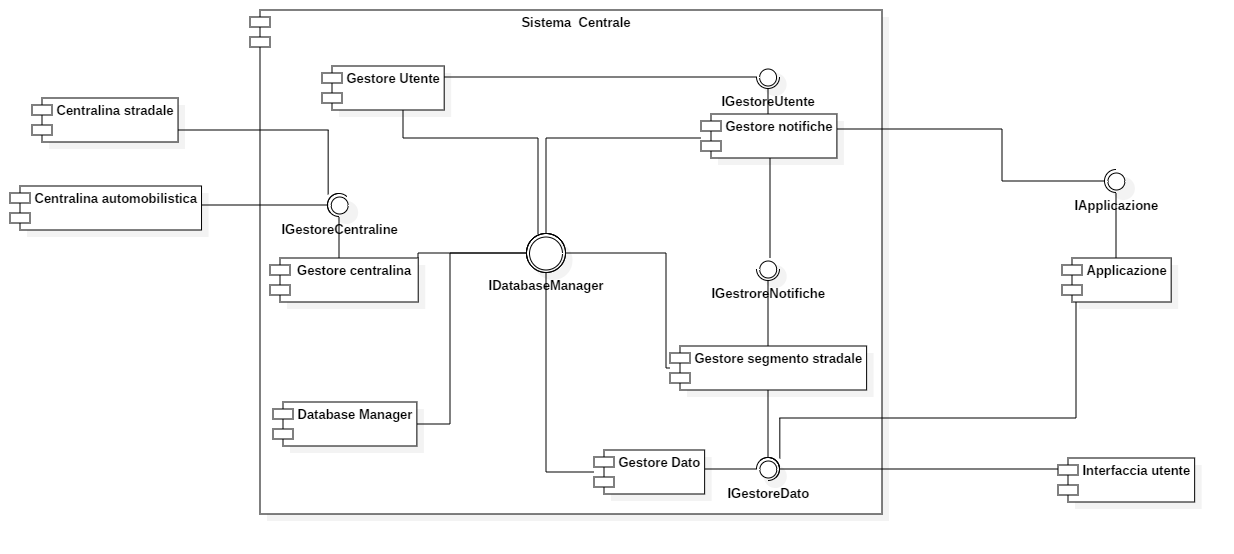 Sistema Centrale
Gestore Utente
IGestoreUtente
Centralina stradale
Gestore notifiche
Centralina automobilistica
IApplicazione
IGestoreCentraline
Gestore centralina
Applicazione
IDatabaseManager
IGestroreNotifiche
Gestore segmento stradale
Database Manager
Gestore Dato
Interfaccia utente
IGestoreDato